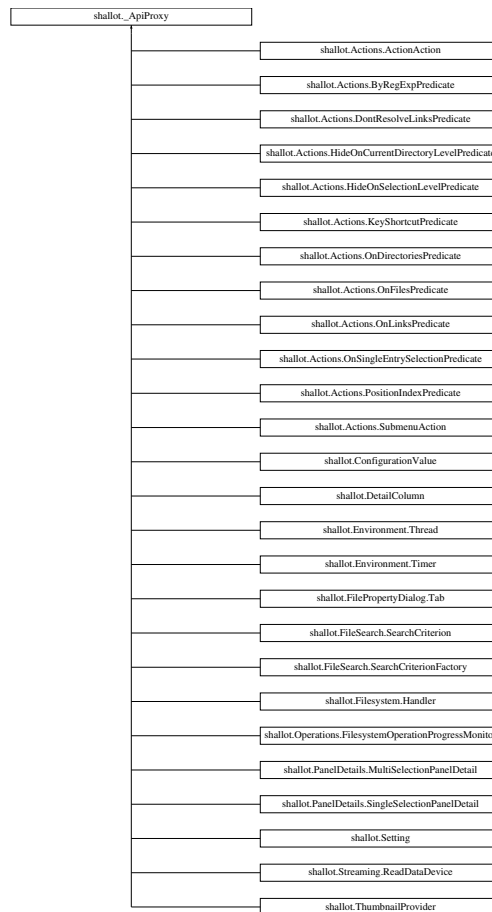 shallot._ApiProxy
shallot.Actions.ActionAction
shallot.Actions.ByRegExpPredicate
shallot.Actions.DontResolveLinksPredicate
shallot.Actions.HideOnCurrentDirectoryLevelPredicate
shallot.Actions.HideOnSelectionLevelPredicate
shallot.Actions.KeyShortcutPredicate
shallot.Actions.OnDirectoriesPredicate
shallot.Actions.OnFilesPredicate
shallot.Actions.OnLinksPredicate
shallot.Actions.OnSingleEntrySelectionPredicate
shallot.Actions.PositionIndexPredicate
shallot.Actions.SubmenuAction
shallot.ConfigurationValue
shallot.DetailColumn
shallot.Environment.Thread
shallot.Environment.Timer
shallot.FilePropertyDialog.Tab
shallot.FileSearch.SearchCriterion
shallot.FileSearch.SearchCriterionFactory
shallot.Filesystem.Handler
shallot.Operations.FilesystemOperationProgressMonito
shallot.PanelDetails.MultiSelectionPanelDetail
shallot.PanelDetails.SingleSelectionPanelDetail
shallot.Setting
shallot.Streaming.ReadDataDevice
shallot.ThumbnailProvider